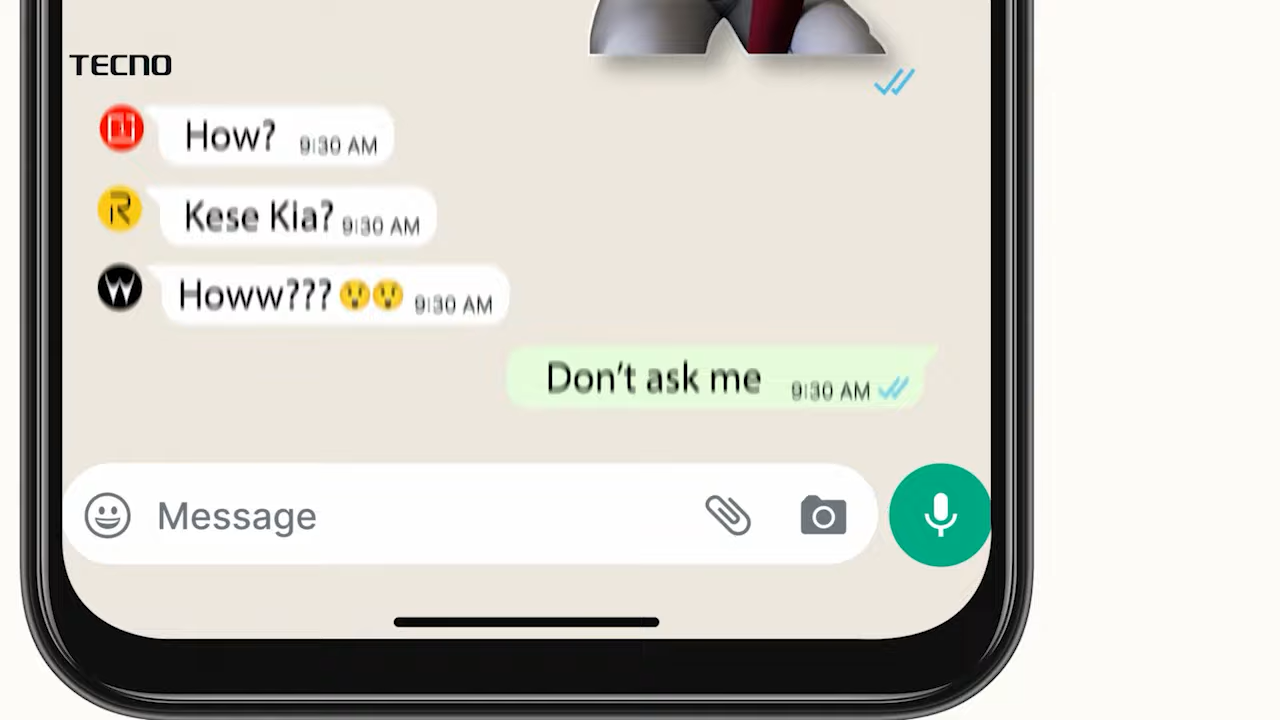 TECNO
How? 9:30 AM
Kese Kia? 9:30 AM
Howw??? 😲😲 9:30 AM
Don't ask me 9:30 AM
Message